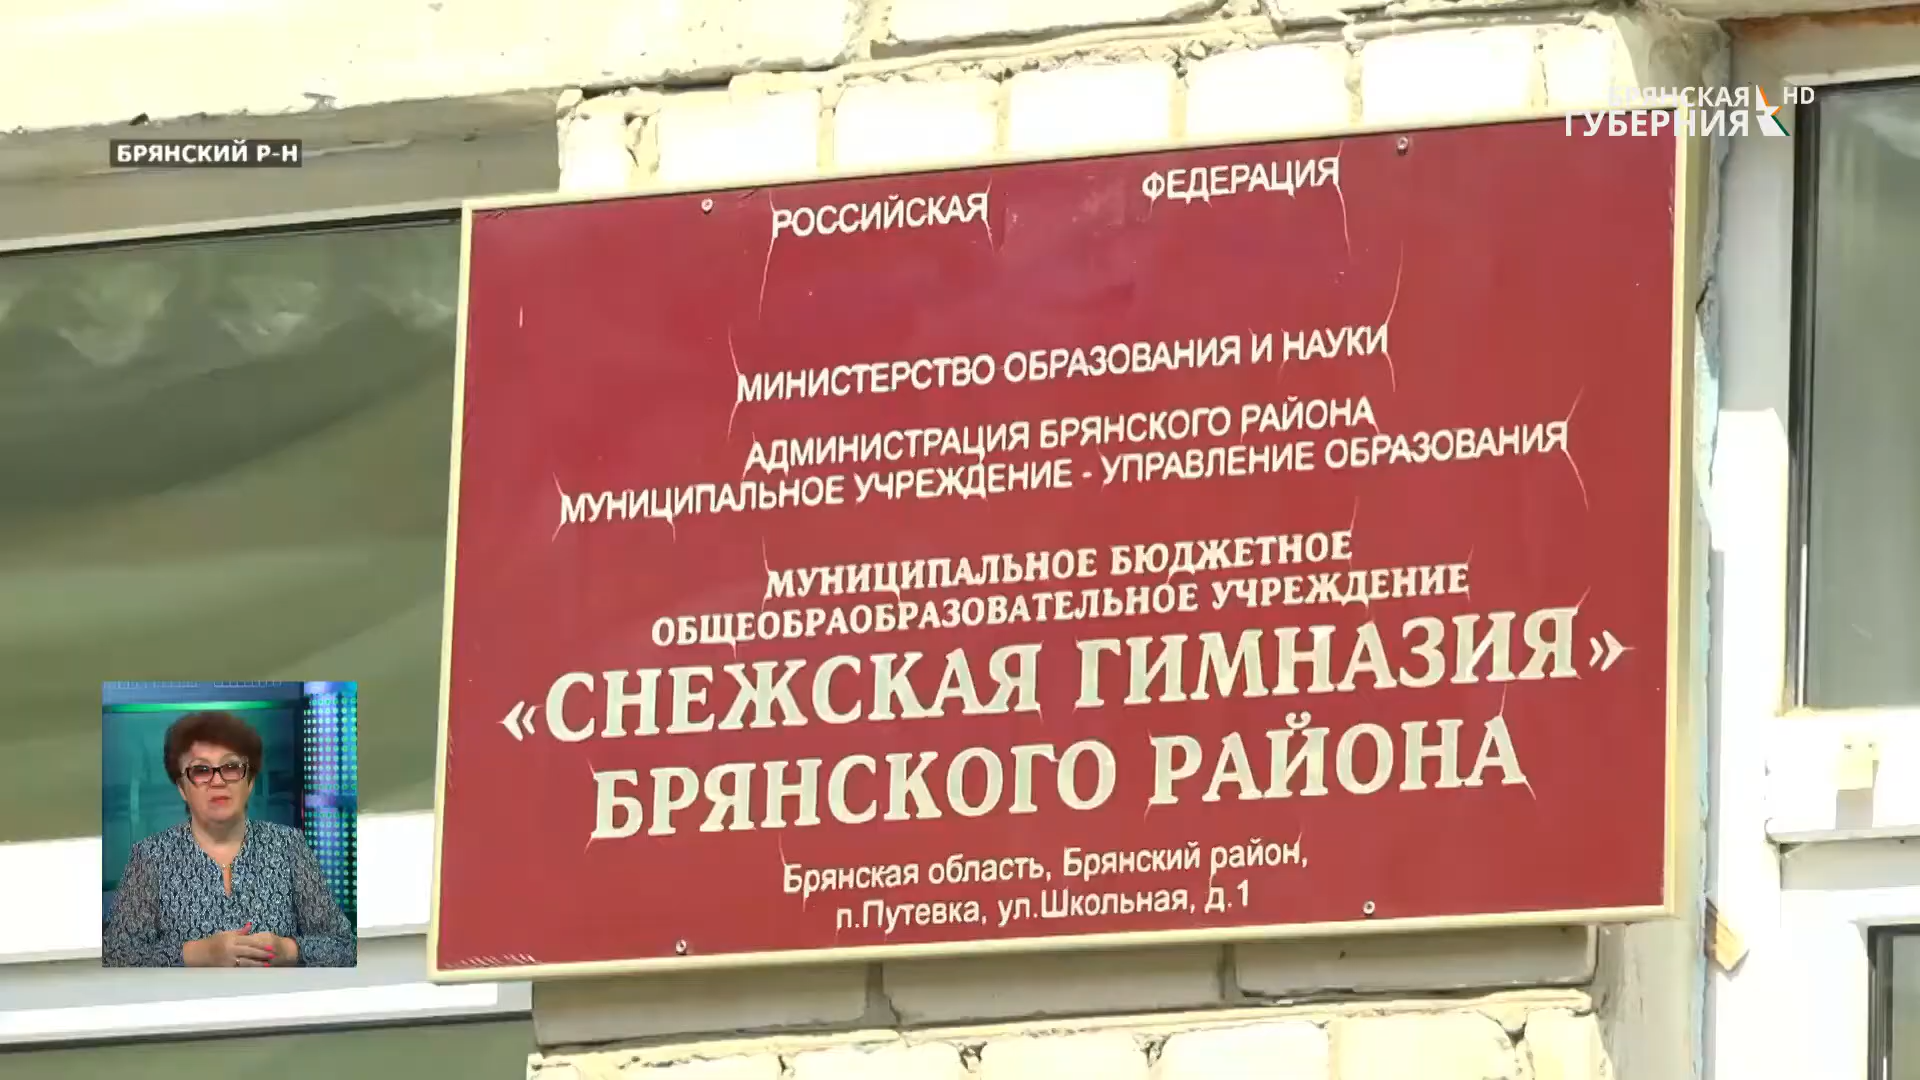 БРЯНСКАЯ HD
ГУБЕРНИЯ
БРЯНСКИЙ Р-Н
РОССИЙСКАЯ ФЕДЕРАЦИЯ
МИНИСТЕРСТВО ОБРАЗОВАНИЯ И НАУКИ
АДМИНИСТРАЦИЯ БРЯНСКОГО РАЙОНА
МУНИЦИПАЛЬНОЕ УЧРЕЖДЕНИЕ - УПРАВЛЕНИЕ ОБРАЗОВАНИЯ
МУНИЦИПАЛЬНОЕ БЮДЖЕТНОЕ
ОБЩЕОБРАОБРАЗОВАТЕЛЬНОЕ УЧРЕЖДЕНИЕ
«СНЕЖСКАЯ ГИМНАЗИЯ»
БРЯНСКОГО РАЙОНА
Брянская область, Брянский район,
п.Путевка, ул.Школьная, д.1